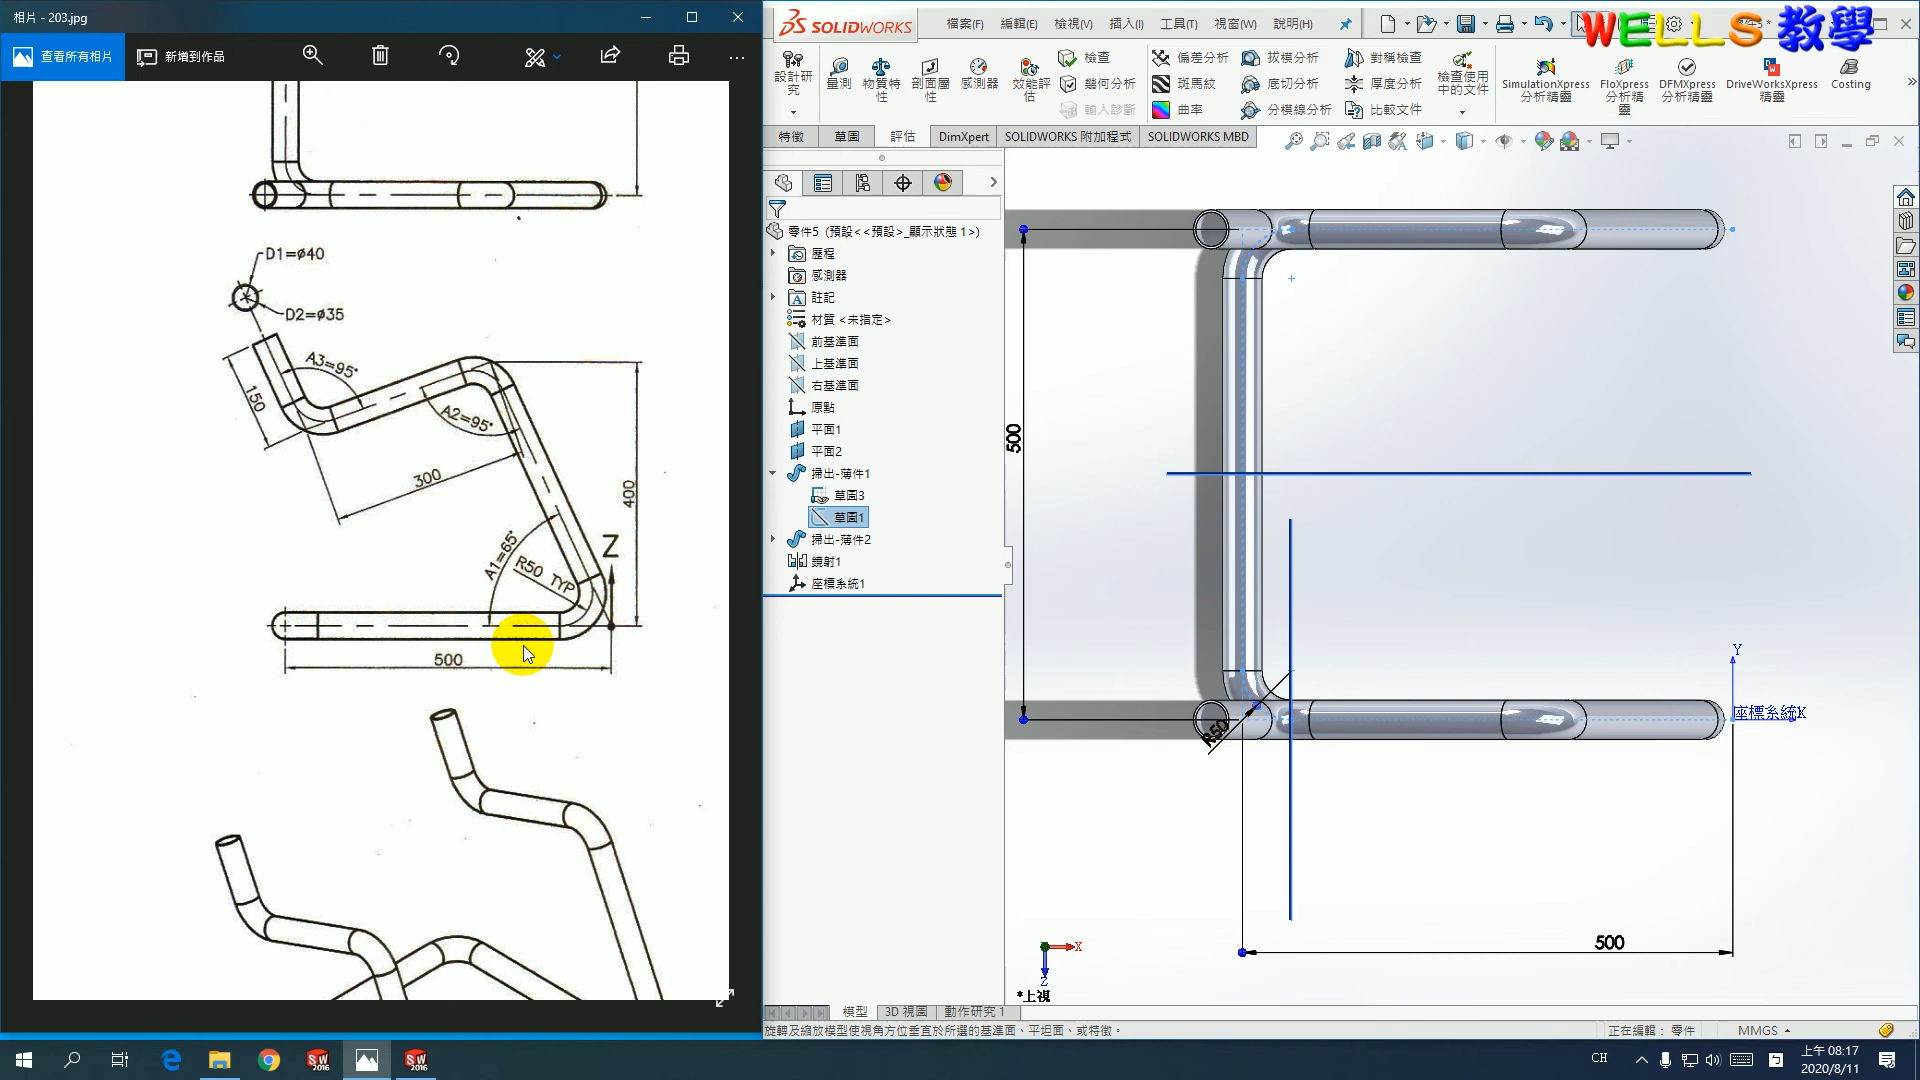 相片 - 203.jpg
查看所有相片
新增到作品
D1=ø40
D2=ø35
A3=95°
150
A2=95°
300
400
A1=65°
R50 TYP
Z
500
SOLIDWORKS
檔案(F)
編輯(E)
檢視(V)
插入(I)
工具(T)
視窗(W)
說明(H)
WELLS 教學
設計研究
量測
物質特性
剖面屬性
感測器
效能評估
檢查
幾何分析
輸入診斷
偏差分析
斑馬紋
曲率
拔模分析
底切分析
分模線分析
對稱檢查
厚度分析
比較文件
檢查使用中的文件
SimulationXpress 分析精靈
FloXpress 分析精靈
DFMXpress 分析精靈
DriveWorksXpress 精靈
Costing
特徵
草圖
評估
DimXpert
SOLIDWORKS 附加程式
SOLIDWORKS MBD
零件5 (預設<<預設>_顯示狀態 1>)
歷程
感測器
註記
材質 <未指定>
前基準面
上基準面
右基準面
原點
平面1
平面2
掃出-薄件1
草圖3
草圖1
掃出-薄件2
鏡射1
座標系統1
500
R50
500
Y
座標系統X
X
Z
*上視
模型
3D 視圖
動作研究 1
旋轉及縮放模型使視角方位垂直於所選的基準面、平坦面、或特徵。
正在編輯： 零件
MMGS
CH
上午 08:17
2020/8/11